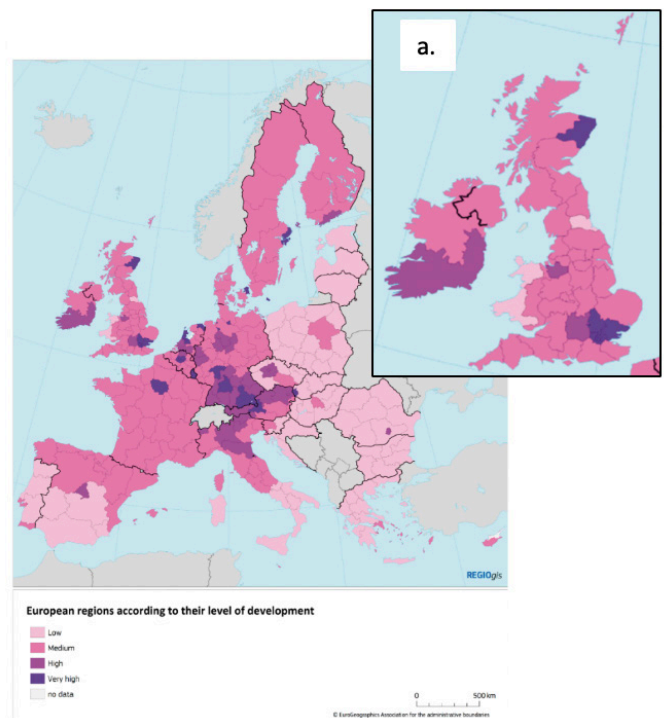 a.
REGIOgis
European regions according to their level of development
Low
Medium
High
Very high
no data
0 500 km
© EuroGeographics Association for the administrative boundaries